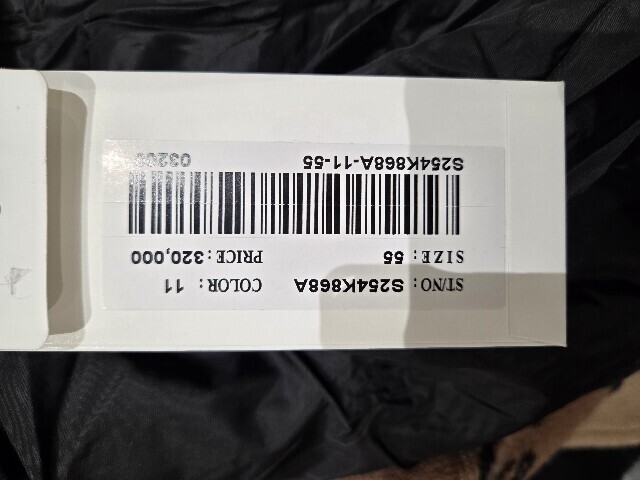 ST/NO: S254K868A COLOR: 11
SIZE: 55 PRICE: 320,000
S254K868A-11-55